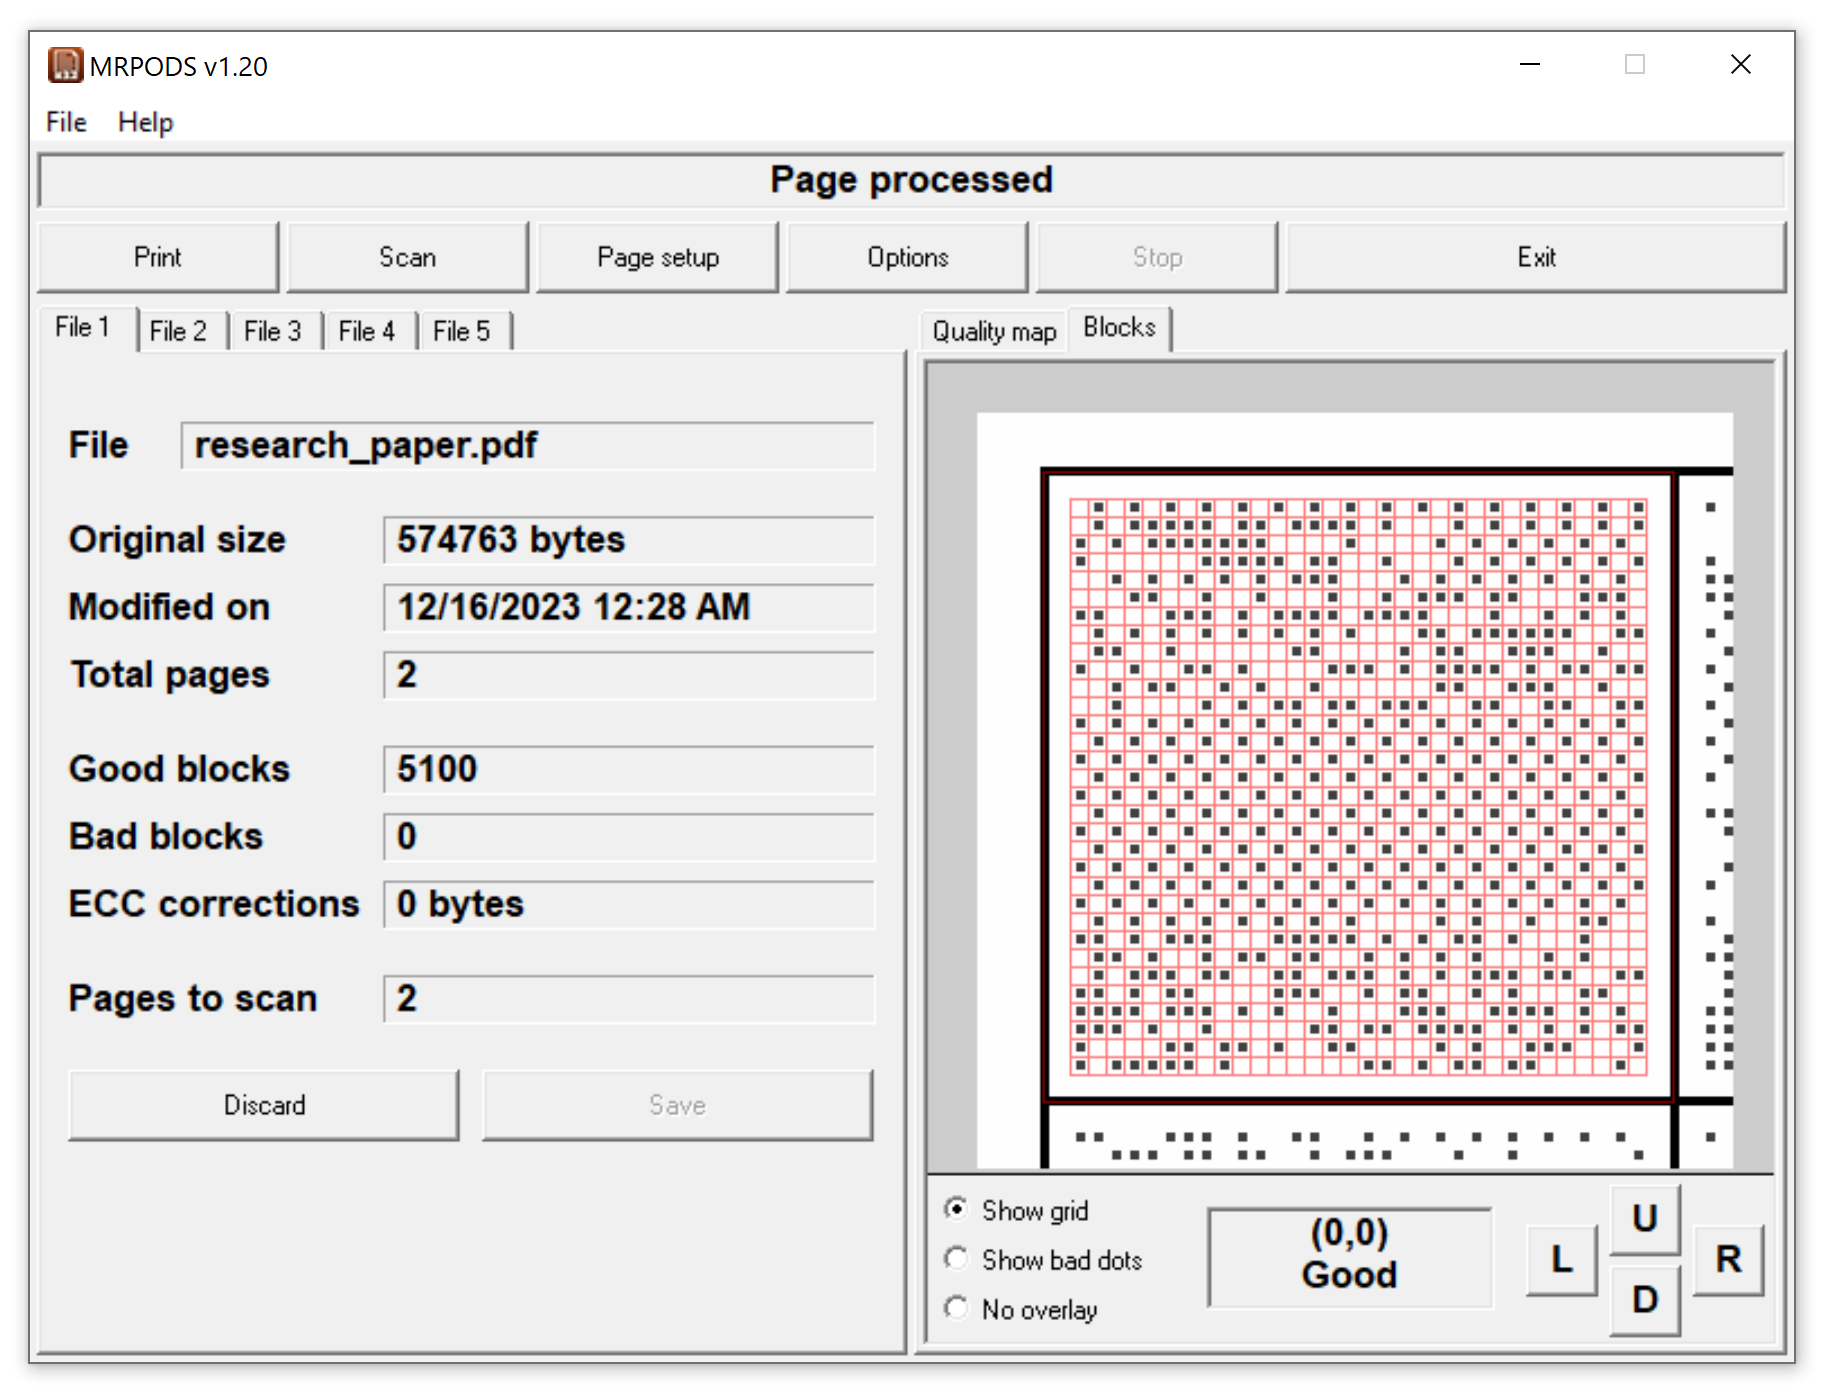 MRPODS v1.20
File Help
Page processed
Print Scan Page setup Options Stop Exit
File 1 File 2 File 3 File 4 File 5
File research_paper.pdf
Original size 574763 bytes
Modified on 12/16/2023 12:28 AM
Total pages 2
Good blocks 5100
Bad blocks 0
ECC corrections 0 bytes
Pages to scan 2
Discard Save
Quality map Blocks
Show grid
Show bad dots
No overlay
(0,0)
Good
L U D R